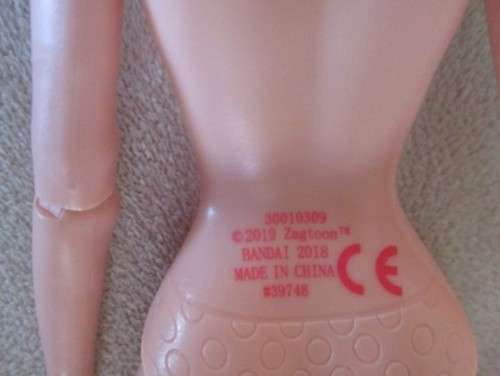 30010309
©2019 Zagtoon™
BANDAI 2018
MADE IN CHINA
#39748
CE